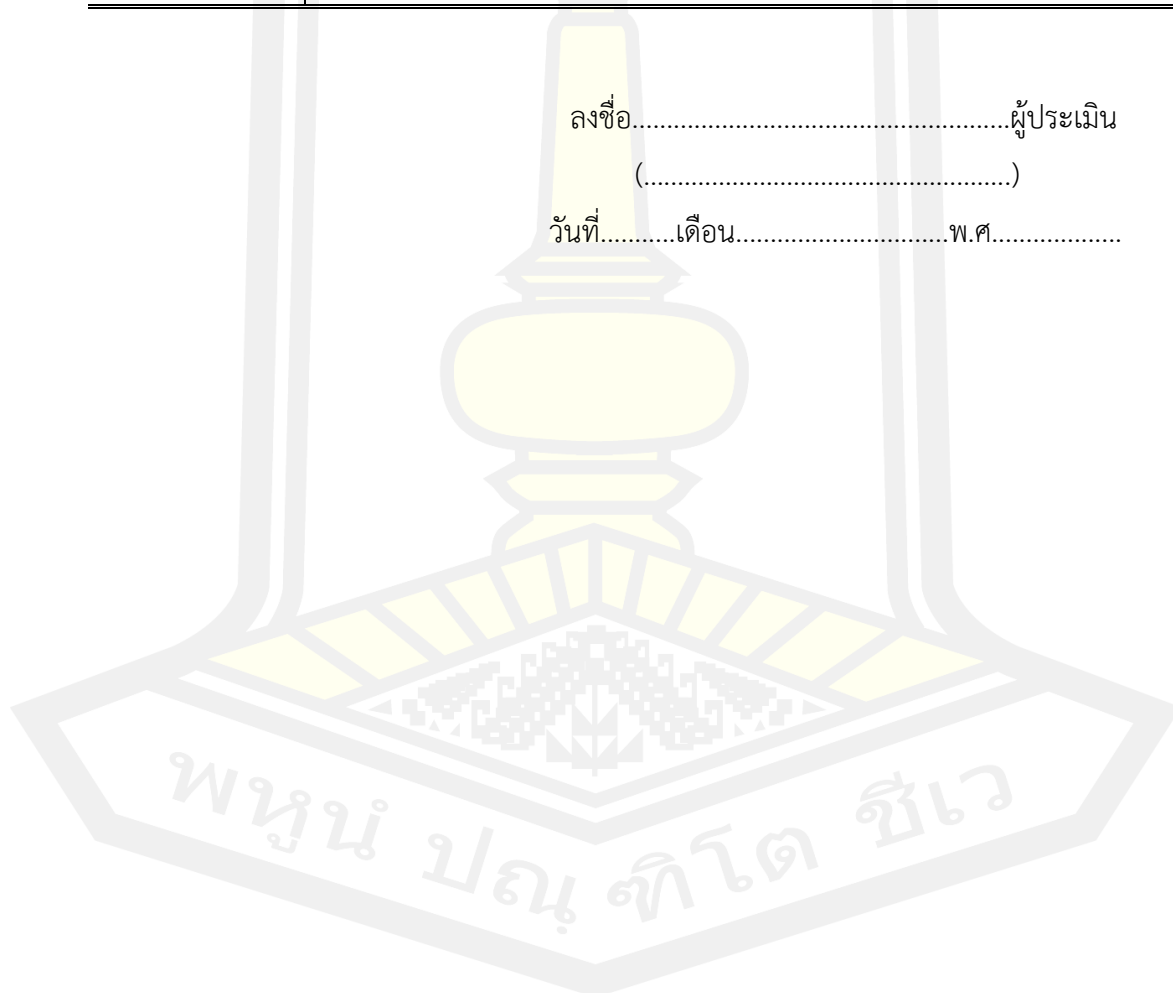 ลงชื่อ.......................................................ผู้ประเมิน
(......................................................)
วันที่...........เดือน...............................พ.ศ...................
พหูนํ ปณฺฑิโต ชีเว